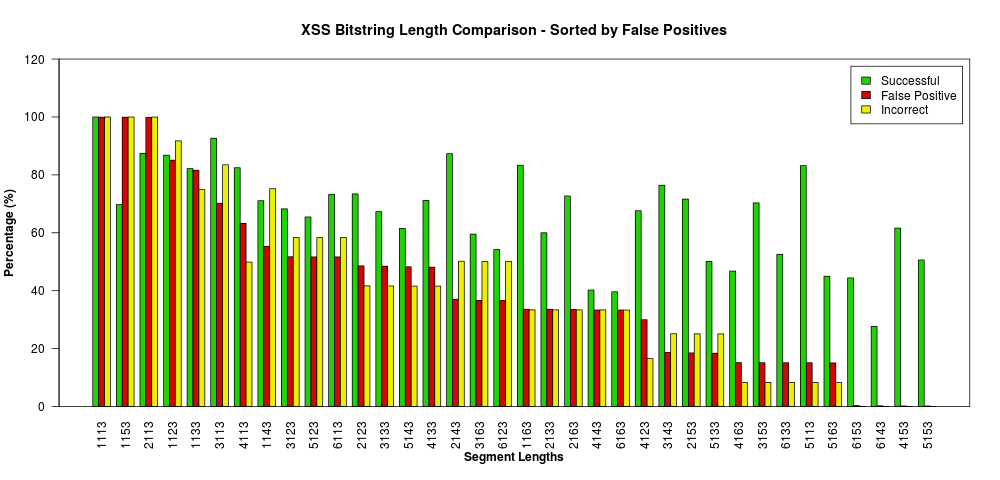 XSS Bitstring Length Comparison - Sorted by False Positives
120
100
80
60
40
20
0
Percentage (%)
Successful
False Positive
Incorrect
1113 1153 2113 1123 1133 3113 4113 1143 3123 5123 6113 2123 3133 5143 4133 2143 3163 6123 1163 2133 2163 4143 6163 4123 3143 2153 5133 4163 3153 6133 5113 5163 6153 6143 4153 5153
Segment Lengths